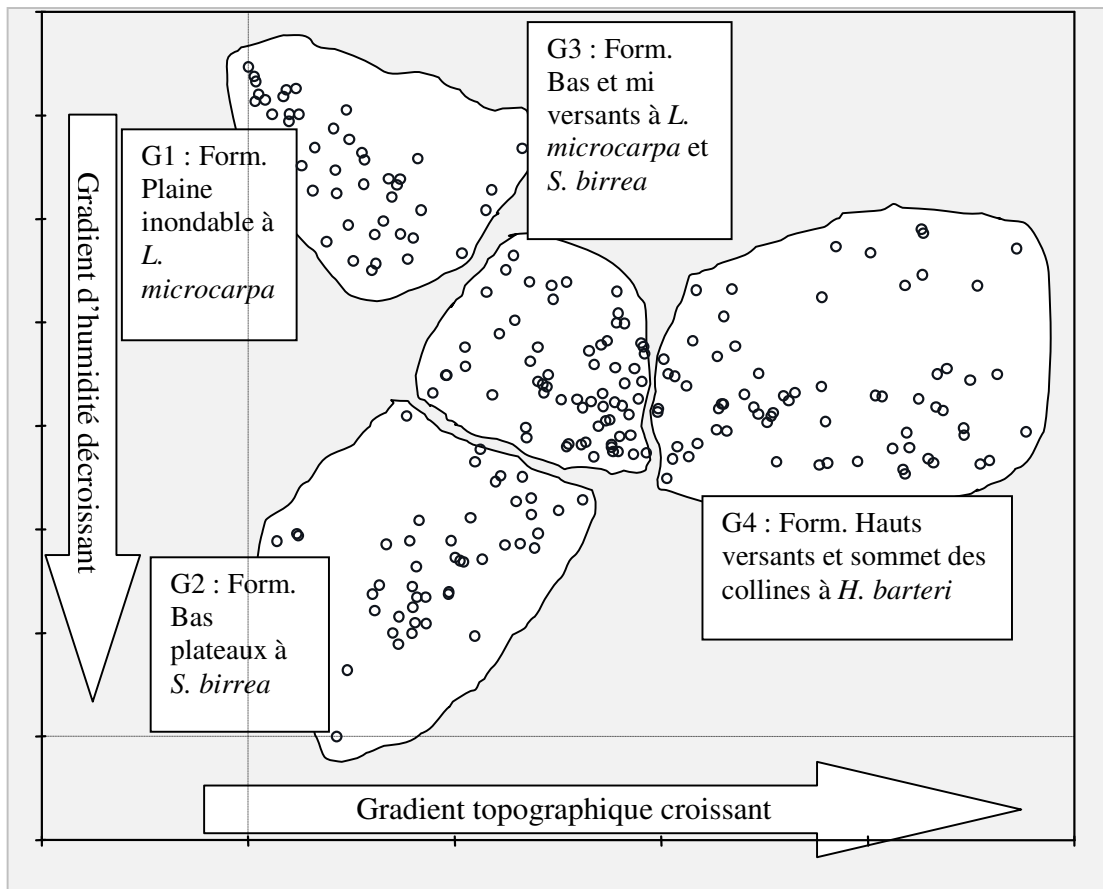 G3 : Form.
Bas et mi
versants à L.
microcarpa et
S. birrea
G1 : Form.
Plaine
inondable à
L.
microcarpa
Gradient d'humidité décroissant
G4 : Form. Hauts
versants et sommet des
collines à H. barteri
G2 : Form.
Bas
plateaux à
S. birrea
Gradient topographique croissant